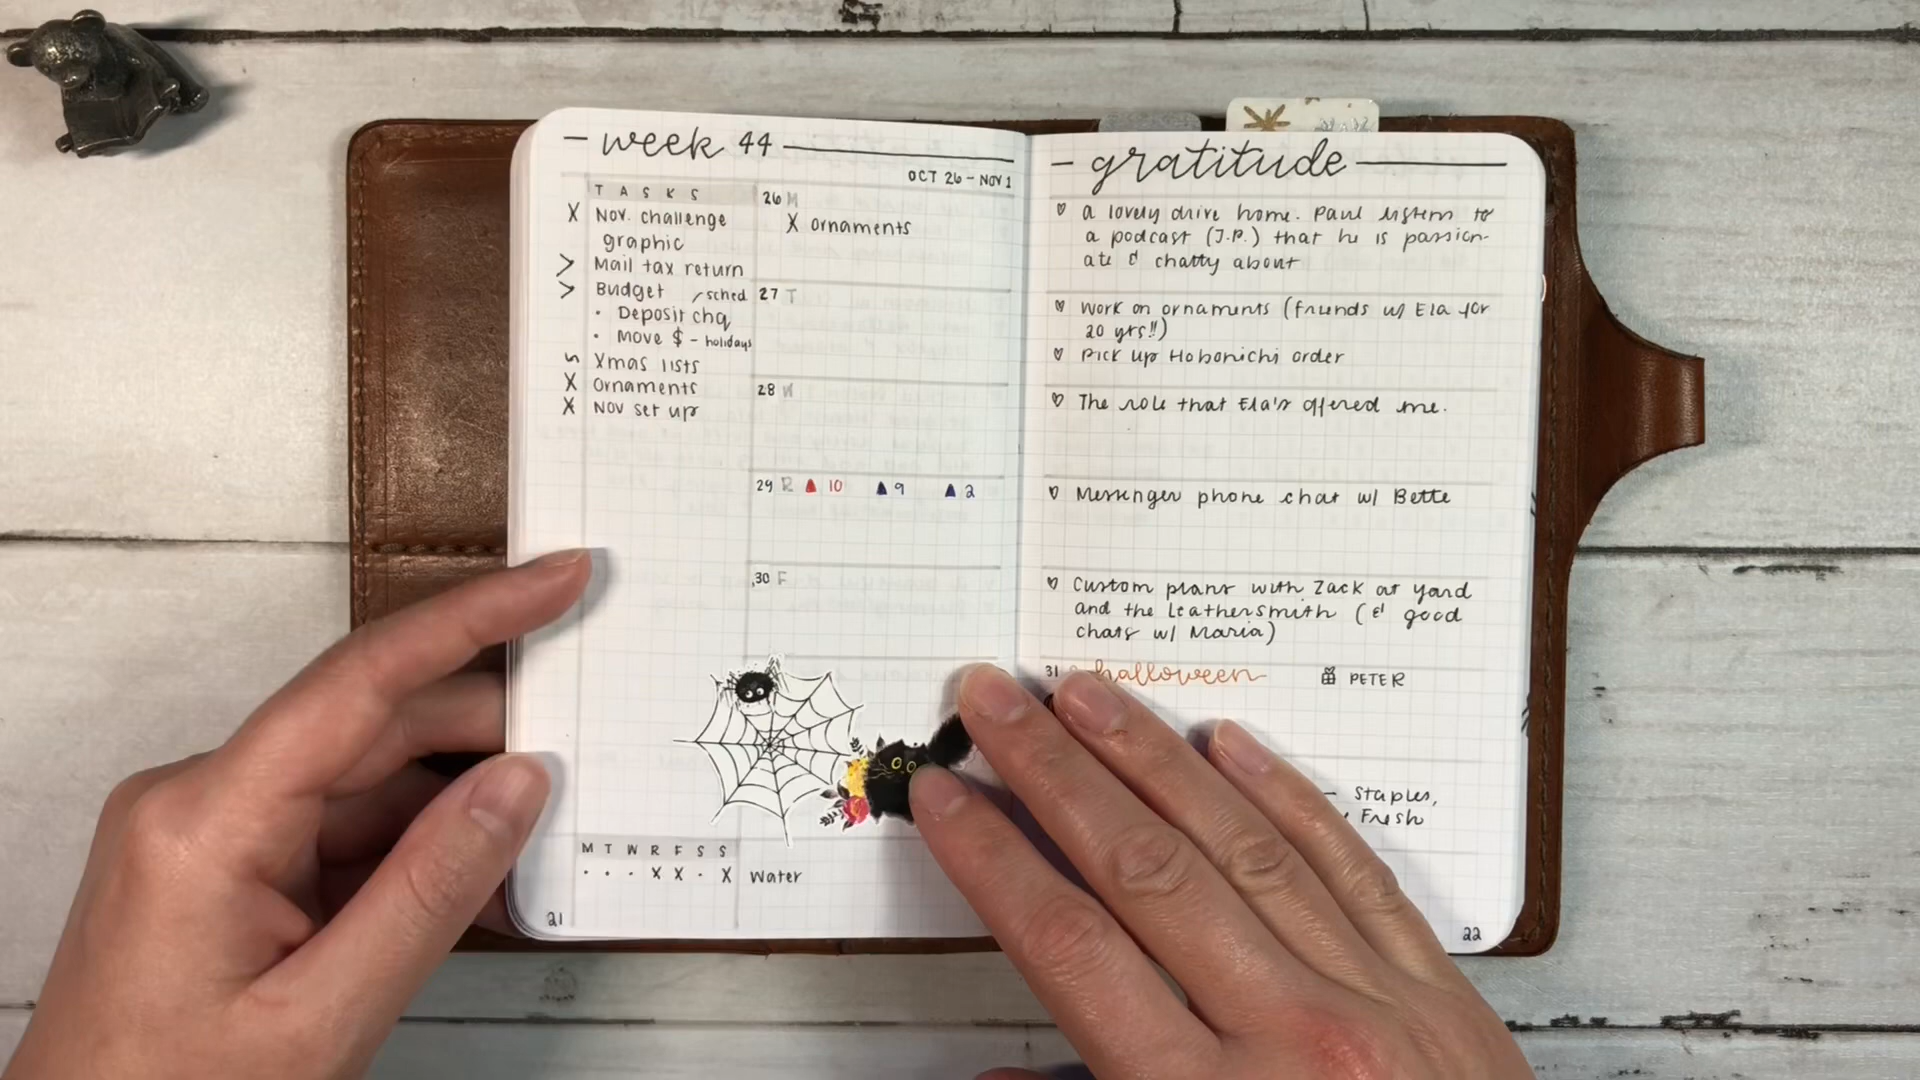 week 44
OCT 26 - NOV 1
T A S K S
X Nov. challenge
graphic
> Mail tax return
> Budget /sched
· Deposit chq
· Move $ - holidays
Xmas lists
X Ornaments
X Nov set up
26 M
X ornaments
27 T
28 W
29 R 10 9 2
30 F
M T W R F S S
· · · X X · X Water
21
gratitude
a lovely drive home. Paul listens to
a podcast (J.P.) that he is passion-
ate & chatty about
Work on ornaments (friends w/ Ela for
20 yrs!!)
Pick up Hobonichi order
The role that Ela's offered me.
Messenger phone chat w/ Bette
Custom plans with Zack at Yard
and the Leathersmith (& good
chats w/ Maria)
31 halloween PETER
- Staples,
Fresh
22